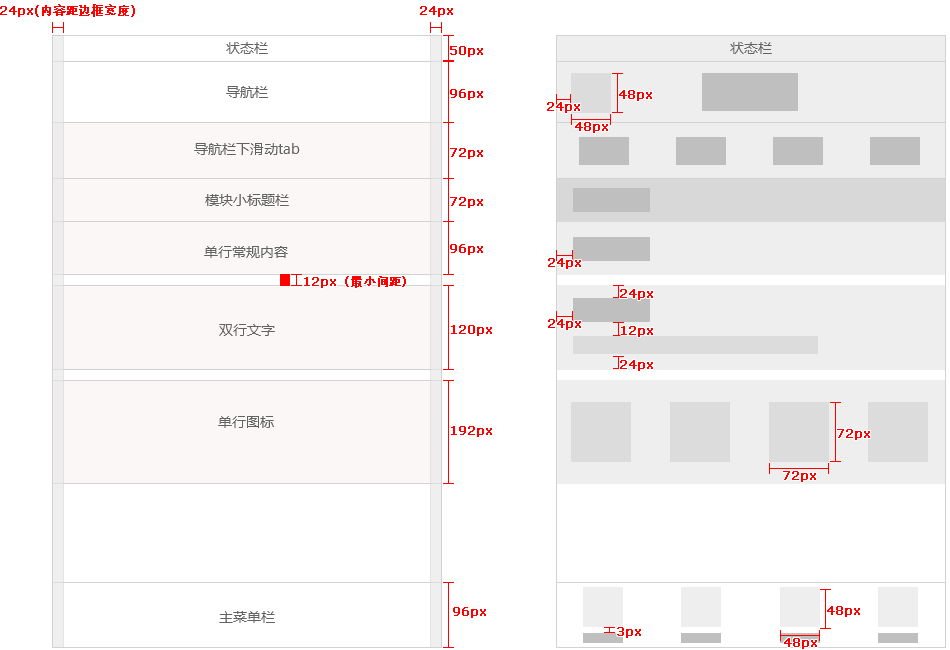 24px(内容距边框宽度)
24px
状态栏
50px
导航栏
96px
导航栏下滑动tab
72px
模块小标题栏
72px
单行常规内容
96px
12px（最小间距）
双行文字
120px
单行图标
192px
主菜单栏
96px
状态栏
24px
48px
48px
24px
24px
24px
12px
24px
72px
72px
48px
3px
48px